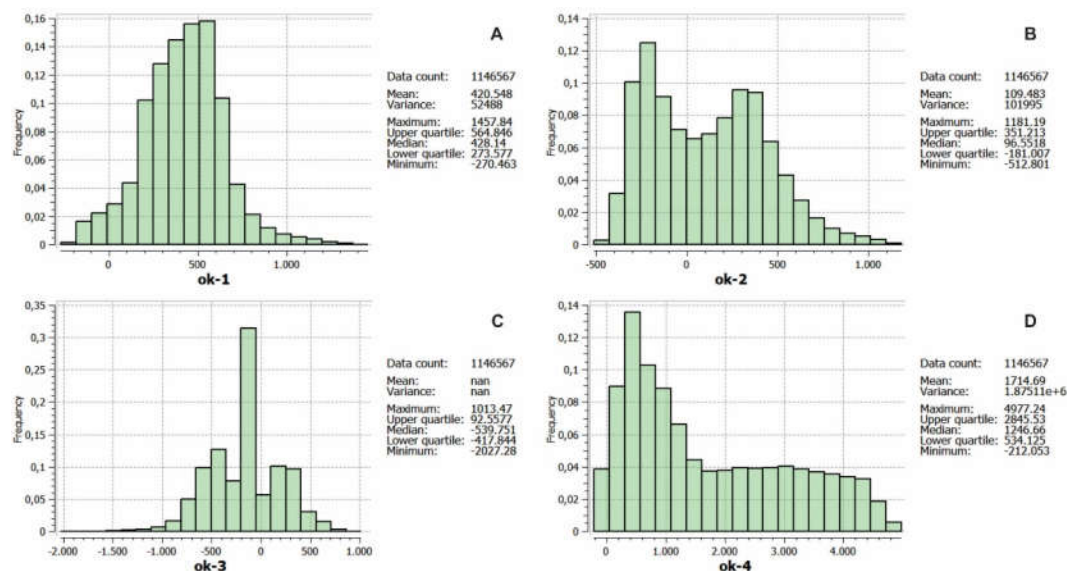 A
0,16
0,14
0,12
0,1
0,08
0,06
0,04
0,02
0
Frequency
0 500 1.000
ok-1
Data count: 1146567
Mean: 420.548
Variance: 52488
Maximum: 1457.84
Upper quartile: 564.846
Median: 428.14
Lower quartile: 273.577
Minimum: -270.463
B
0,14
0,12
0,1
0,08
0,06
0,04
0,02
0
Frequency
-500 0 500 1.000
ok-2
Data count: 1146567
Mean: 109.483
Variance: 101995
Maximum: 1181.19
Upper quartile: 351.213
Median: 96.5518
Lower quartile: -181.007
Minimum: -512.801
C
0,35
0,3
0,25
0,2
0,15
0,1
0,05
0
Frequency
-2.000 -1.500 -1.000 -500 0 500 1.000
ok-3
Data count: 1146567
Mean: nan
Variance: nan
Maximum: 1013.47
Upper quartile: 92.5577
Median: -539.751
Lower quartile: -417.844
Minimum: -2027.28
D
0,14
0,12
0,1
0,08
0,06
0,04
0,02
0
Frequency
0 1.000 2.000 3.000 4.000
ok-4
Data count: 1146567
Mean: 1714.69
Variance: 1.87511e+6
Maximum: 4977.24
Upper quartile: 2845.53
Median: 1246.66
Lower quartile: 534.125
Minimum: -212.053